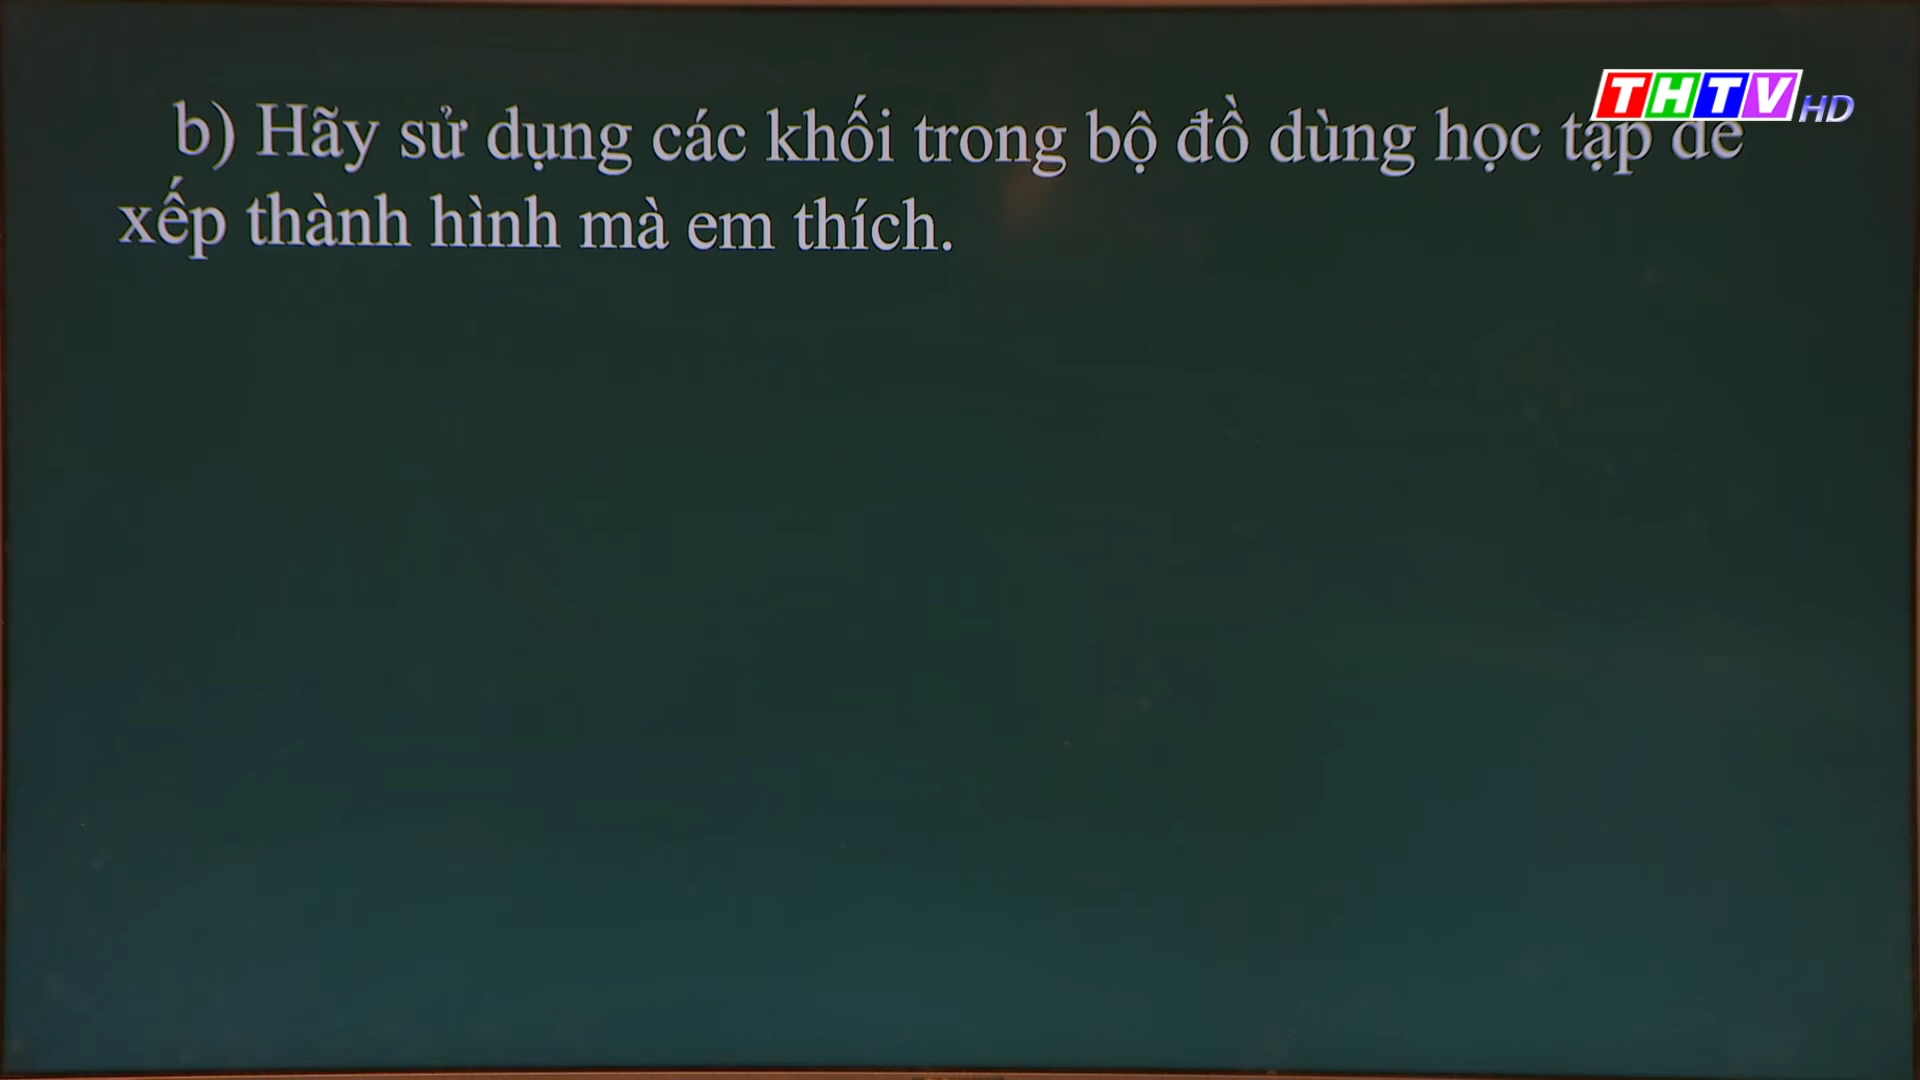 THTV HD
b) Hãy sử dụng các khối trong bộ đồ dùng học tập để
xếp thành hình mà em thích.